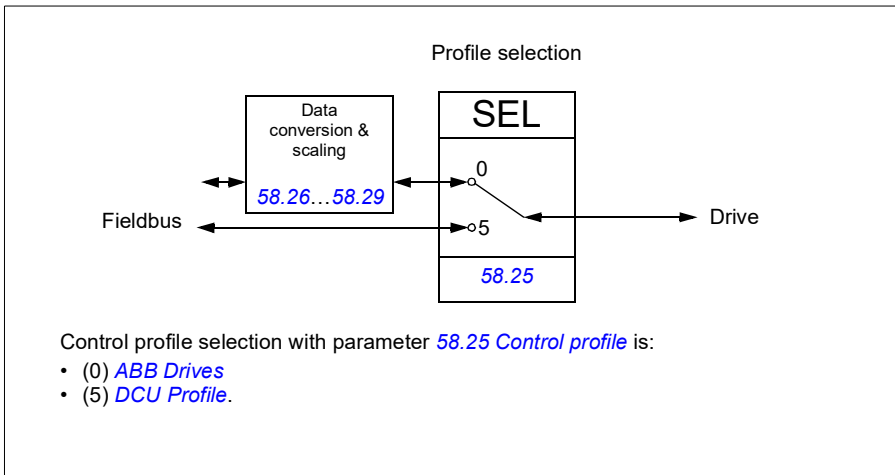 Profile selection
Data
conversion &
scaling
58.26…58.29
SEL
0
5
58.25
Fieldbus
Drive
Control profile selection with parameter 58.25 Control profile is:
• (0) ABB Drives
• (5) DCU Profile.